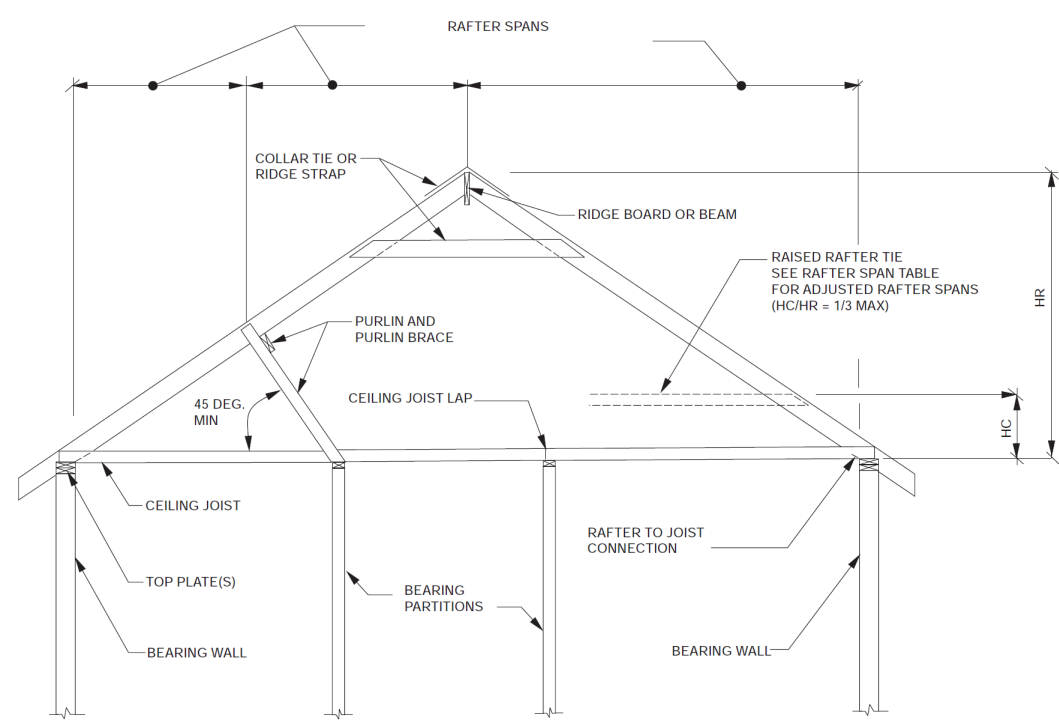 RAFTER SPANS
COLLAR TIE OR
RIDGE STRAP
RIDGE BOARD OR BEAM
RAISED RAFTER TIE
SEE RAFTER SPAN TABLE
FOR ADJUSTED RAFTER SPANS
(HC/HR = 1/3 MAX)
HR
PURLIN AND
PURLIN BRACE
45 DEG.
MIN
CEILING JOIST LAP
HC
CEILING JOIST
RAFTER TO JOIST
CONNECTION
TOP PLATE(S)
BEARING
PARTITIONS
BEARING WALL
BEARING WALL